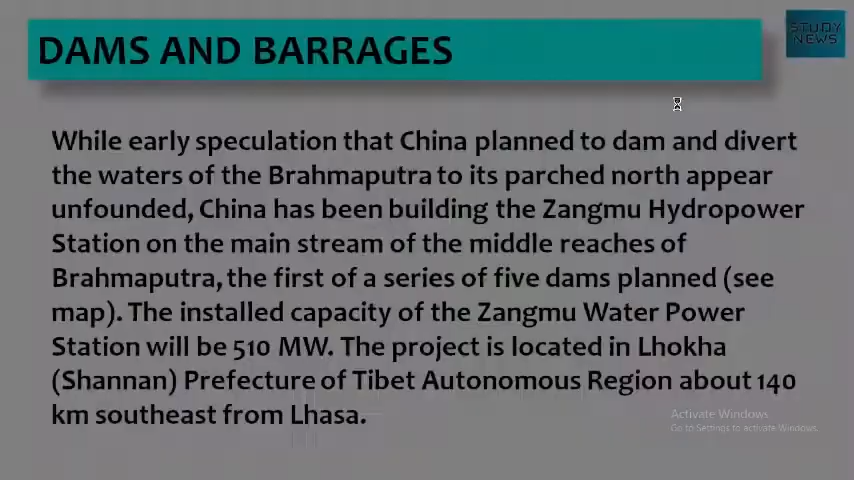 DAMS AND BARRAGES
STUDY
NEWS
While early speculation that China planned to dam and divert
the waters of the Brahmaputra to its parched north appear
unfounded, China has been building the Zangmu Hydropower
Station on the main stream of the middle reaches of
Brahmaputra, the first of a series of five dams planned (see
map). The installed capacity of the Zangmu Water Power
Station will be 510 MW. The project is located in Lhokha
(Shannan) Prefecture of Tibet Autonomous Region about 140
km southeast from Lhasa.
Activate Windows
Go to Settings to activate Windows.